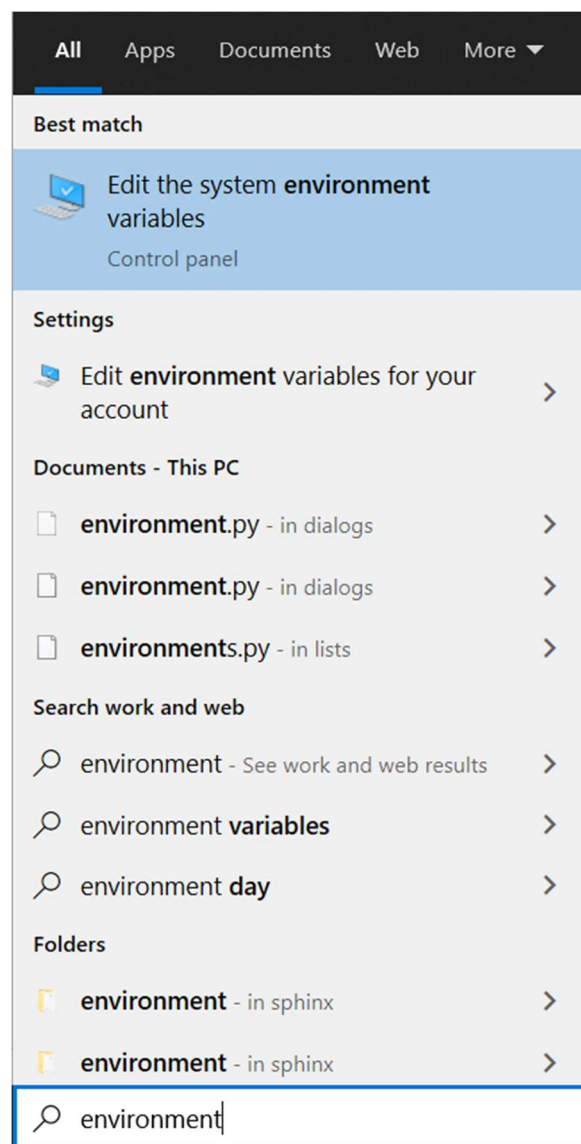 All Apps Documents Web More
Best match
Edit the system environment
variables
Control panel
Settings
Edit environment variables for your
account
Documents - This PC
environment.py - in dialogs
environment.py - in dialogs
environments.py - in lists
Search work and web
environment - See work and web results
environment variables
environment day
Folders
environment - in sphinx
environment - in sphinx
environment